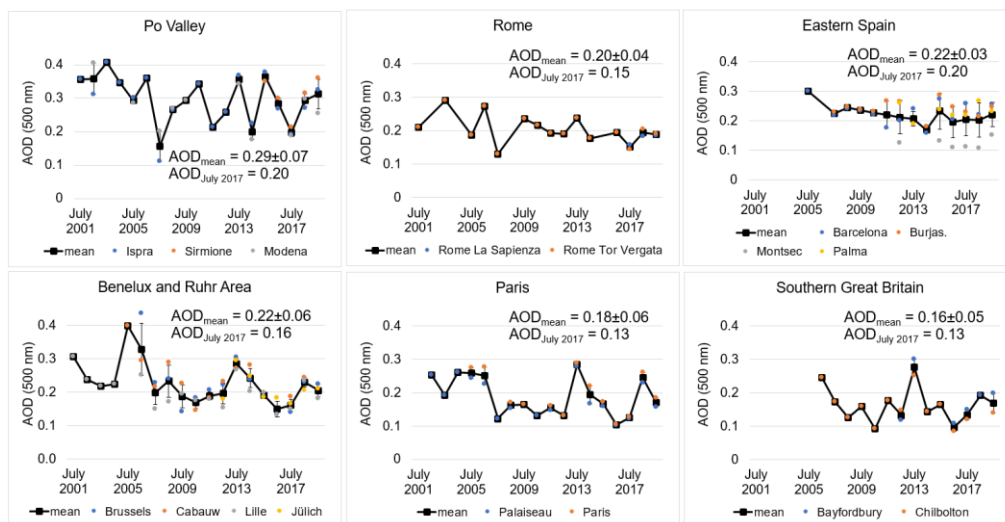 Po Valley
AOD (500 nm)
0.4
0.3
0.2
0.1
0
AODmean = 0.29±0.07
AODJuly 2017 = 0.20
July 2001
July 2005
July 2009
July 2013
July 2017
mean Ispra Sirmione Modena
Rome
AOD (500 nm)
0.4
0.3
0.2
0.1
0
AODmean = 0.20±0.04
AODJuly 2017 = 0.15
July 2001
July 2005
July 2009
July 2013
July 2017
mean Rome La Sapienza Rome Tor Vergata
Eastern Spain
AOD (500 nm)
0.4
0.3
0.2
0.1
0
AODmean = 0.22±0.03
AODJuly 2017 = 0.20
July 2001
July 2005
July 2009
July 2013
July 2017
mean Barcelona Burjas.
Montsec Palma
Benelux and Ruhr Area
AOD (500 nm)
0.4
0.3
0.2
0.1
0.0
AODmean = 0.22±0.06
AODJuly 2017 = 0.16
July 2001
July 2005
July 2009
July 2013
July 2017
mean Brussels Cabauw Lille Jülich
Paris
AOD (500 nm)
0.4
0.3
0.2
0.1
0
AODmean = 0.18±0.06
AODJuly 2017 = 0.13
July 2001
July 2005
July 2009
July 2013
July 2017
mean Palaiseau Paris
Southern Great Britain
AOD (500 nm)
0.4
0.3
0.2
0.1
0
AODmean = 0.16±0.05
AODJuly 2017 = 0.13
July 2001
July 2005
July 2009
July 2013
July 2017
mean Bayfordbury Chilbolton